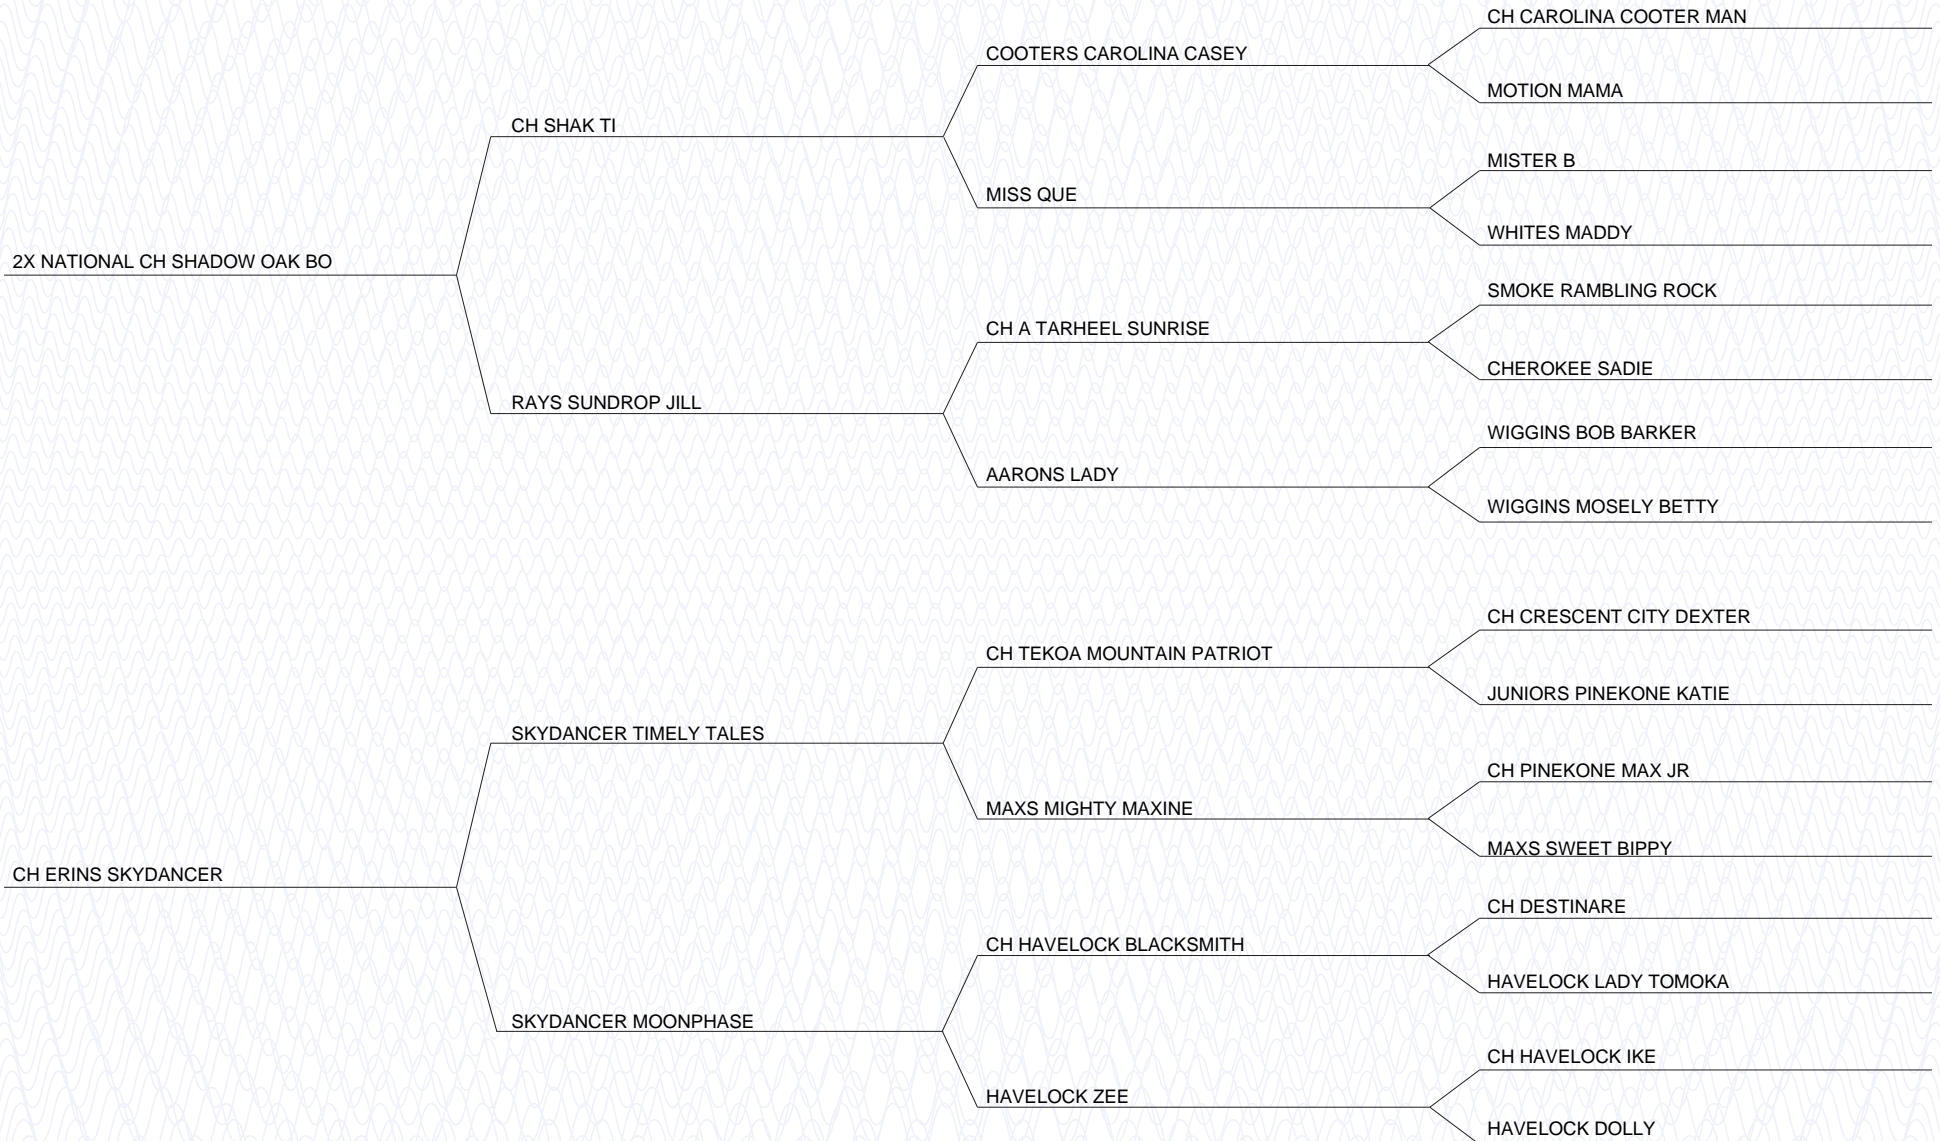 CH CAROLINA COOTER MAN
COOTERS CAROLINA CASEY
MOTION MAMA
CH SHAK TI
MISTER B
MISS QUE
WHITES MADDY
2X NATIONAL CH SHADOW OAK BO
SMOKE RAMBLING ROCK
CH A TARHEEL SUNRISE
CHEROKEE SADIE
RAYS SUNDROP JILL
WIGGINS BOB BARKER
AARONS LADY
WIGGINS MOSELY BETTY
CH CRESCENT CITY DEXTER
CH TEKOA MOUNTAIN PATRIOT
JUNIORS PINEKONE KATIE
SKYDANCER TIMELY TALES
CH PINEKONE MAX JR
MAXS MIGHTY MAXINE
MAXS SWEET BIPPY
CH ERINS SKYDANCER
CH DESTINARE
CH HAVELOCK BLACKSMITH
HAVELOCK LADY TOMOKA
SKYDANCER MOONPHASE
CH HAVELOCK IKE
HAVELOCK ZEE
HAVELOCK DOLLY